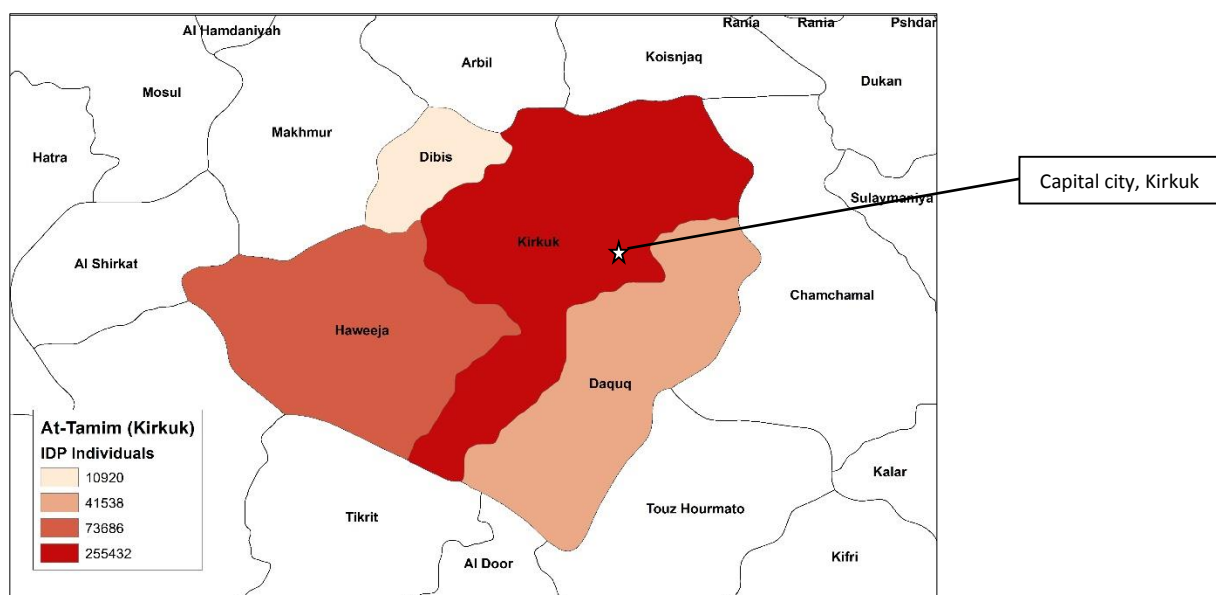 Al Hamdaniyah
Rania
Rania
Pshdar
Mosul
Arbil
Koisnjaq
Dukan
Makhmur
Hatra
Dibis
Capital city, Kirkuk
Sulaymaniya
Kirkuk
Al Shirkat
Chamchamal
Haweeja
Daquq
At-Tamim (Kirkuk)
IDP Individuals
10920
41538
73686
255432
Kalar
Tikrit
Touz Hourmato
Al Door
Kifri